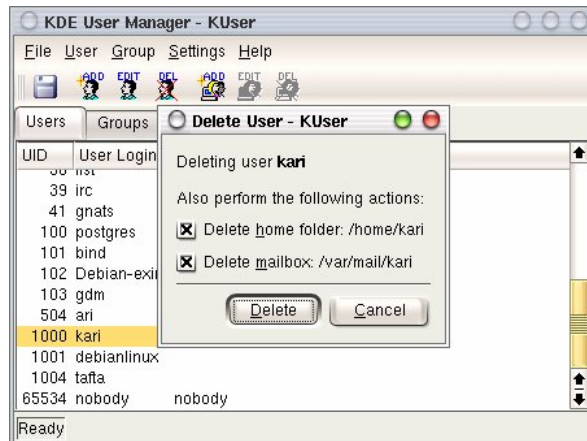 KDE User Manager - KUser
File User Group Settings Help
ADD EDIT DEL ADD EDIT DEL
Users Groups
Delete User - KUser
UID User Login
38 list
39 irc
41 gnats
100 postgres
101 bind
102 Debian-exi
103 gdm
504 ari
1000 kari
1001 debianlinux
1004 tafta
65534 nobody nobody
Deleting user kari
Also perform the following actions:
Delete home folder: /home/kari
Delete mailbox: /var/mail/kari
Delete Cancel
Ready